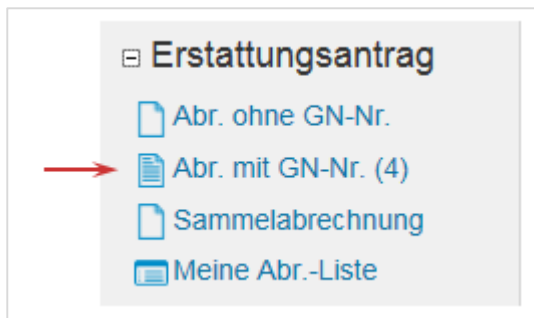 Erstattungsantrag
Abr. ohne GN-Nr.
Abr. mit GN-Nr. (4)
Sammelabrechnung
Meine Abr.-Liste